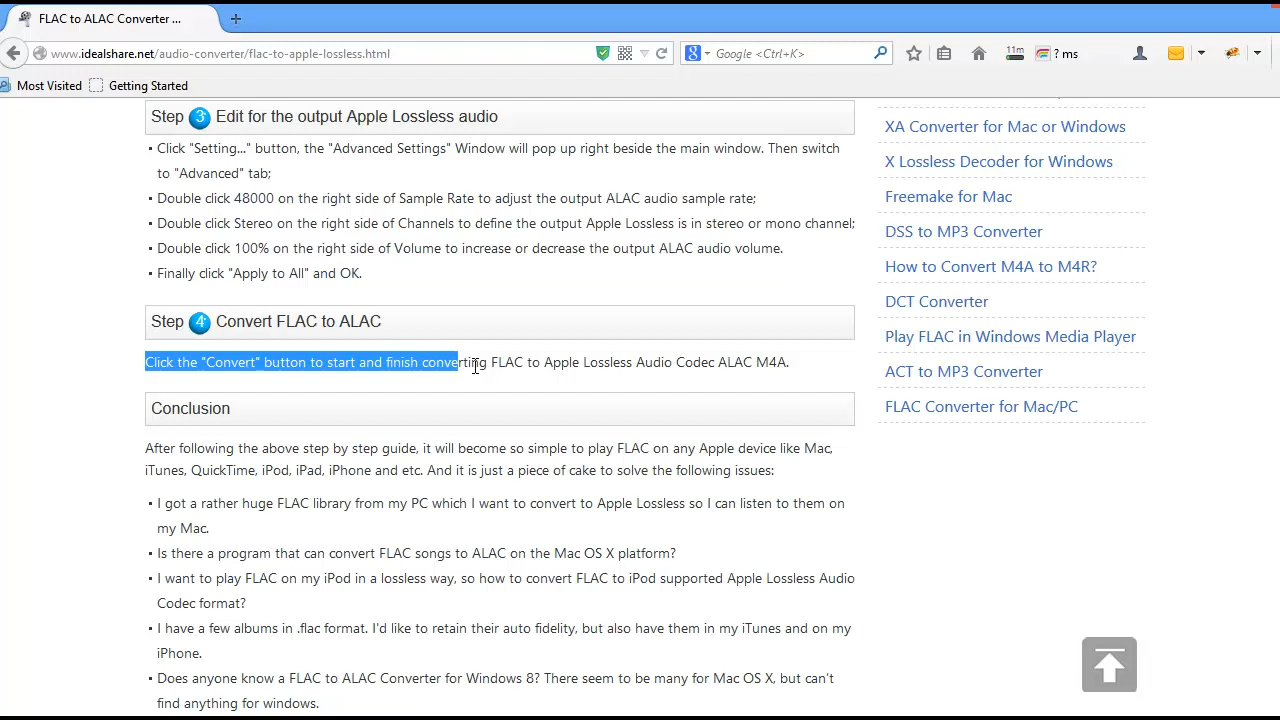 FLAC to ALAC Converter ...
www.idealshare.net/audio-converter/flac-to-apple-lossless.html
Google <Ctrl+K>
11m
? ms
Most Visited
Getting Started
Step 3 Edit for the output Apple Lossless audio
Click "Setting..." button, the "Advanced Settings" Window will pop up right beside the main window. Then switch
to "Advanced" tab;
Double click 48000 on the right side of Sample Rate to adjust the output ALAC audio sample rate;
Double click Stereo on the right side of Channels to define the output Apple Lossless is in stereo or mono channel;
Double click 100% on the right side of Volume to increase or decrease the output ALAC audio volume.
Finally click "Apply to All" and OK.
Step 4 Convert FLAC to ALAC
Click the "Convert" button to start and finish converting FLAC to Apple Lossless Audio Codec ALAC M4A.
Conclusion
After following the above step by step guide, it will become so simple to play FLAC on any Apple device like Mac,
iTunes, QuickTime, iPod, iPad, iPhone and etc. And it is just a piece of cake to solve the following issues:
I got a rather huge FLAC library from my PC which I want to convert to Apple Lossless so I can listen to them on
my Mac.
Is there a program that can convert FLAC songs to ALAC on the Mac OS X platform?
I want to play FLAC on my iPod in a lossless way, so how to convert FLAC to iPod supported Apple Lossless Audio
Codec format?
I have a few albums in .flac format. I'd like to retain their auto fidelity, but also have them in my iTunes and on my
iPhone.
Does anyone know a FLAC to ALAC Converter for Windows 8? There seem to be many for Mac OS X, but can't
find anything for windows.
XA Converter for Mac or Windows
X Lossless Decoder for Windows
Freemake for Mac
DSS to MP3 Converter
How to Convert M4A to M4R?
DCT Converter
Play FLAC in Windows Media Player
ACT to MP3 Converter
FLAC Converter for Mac/PC